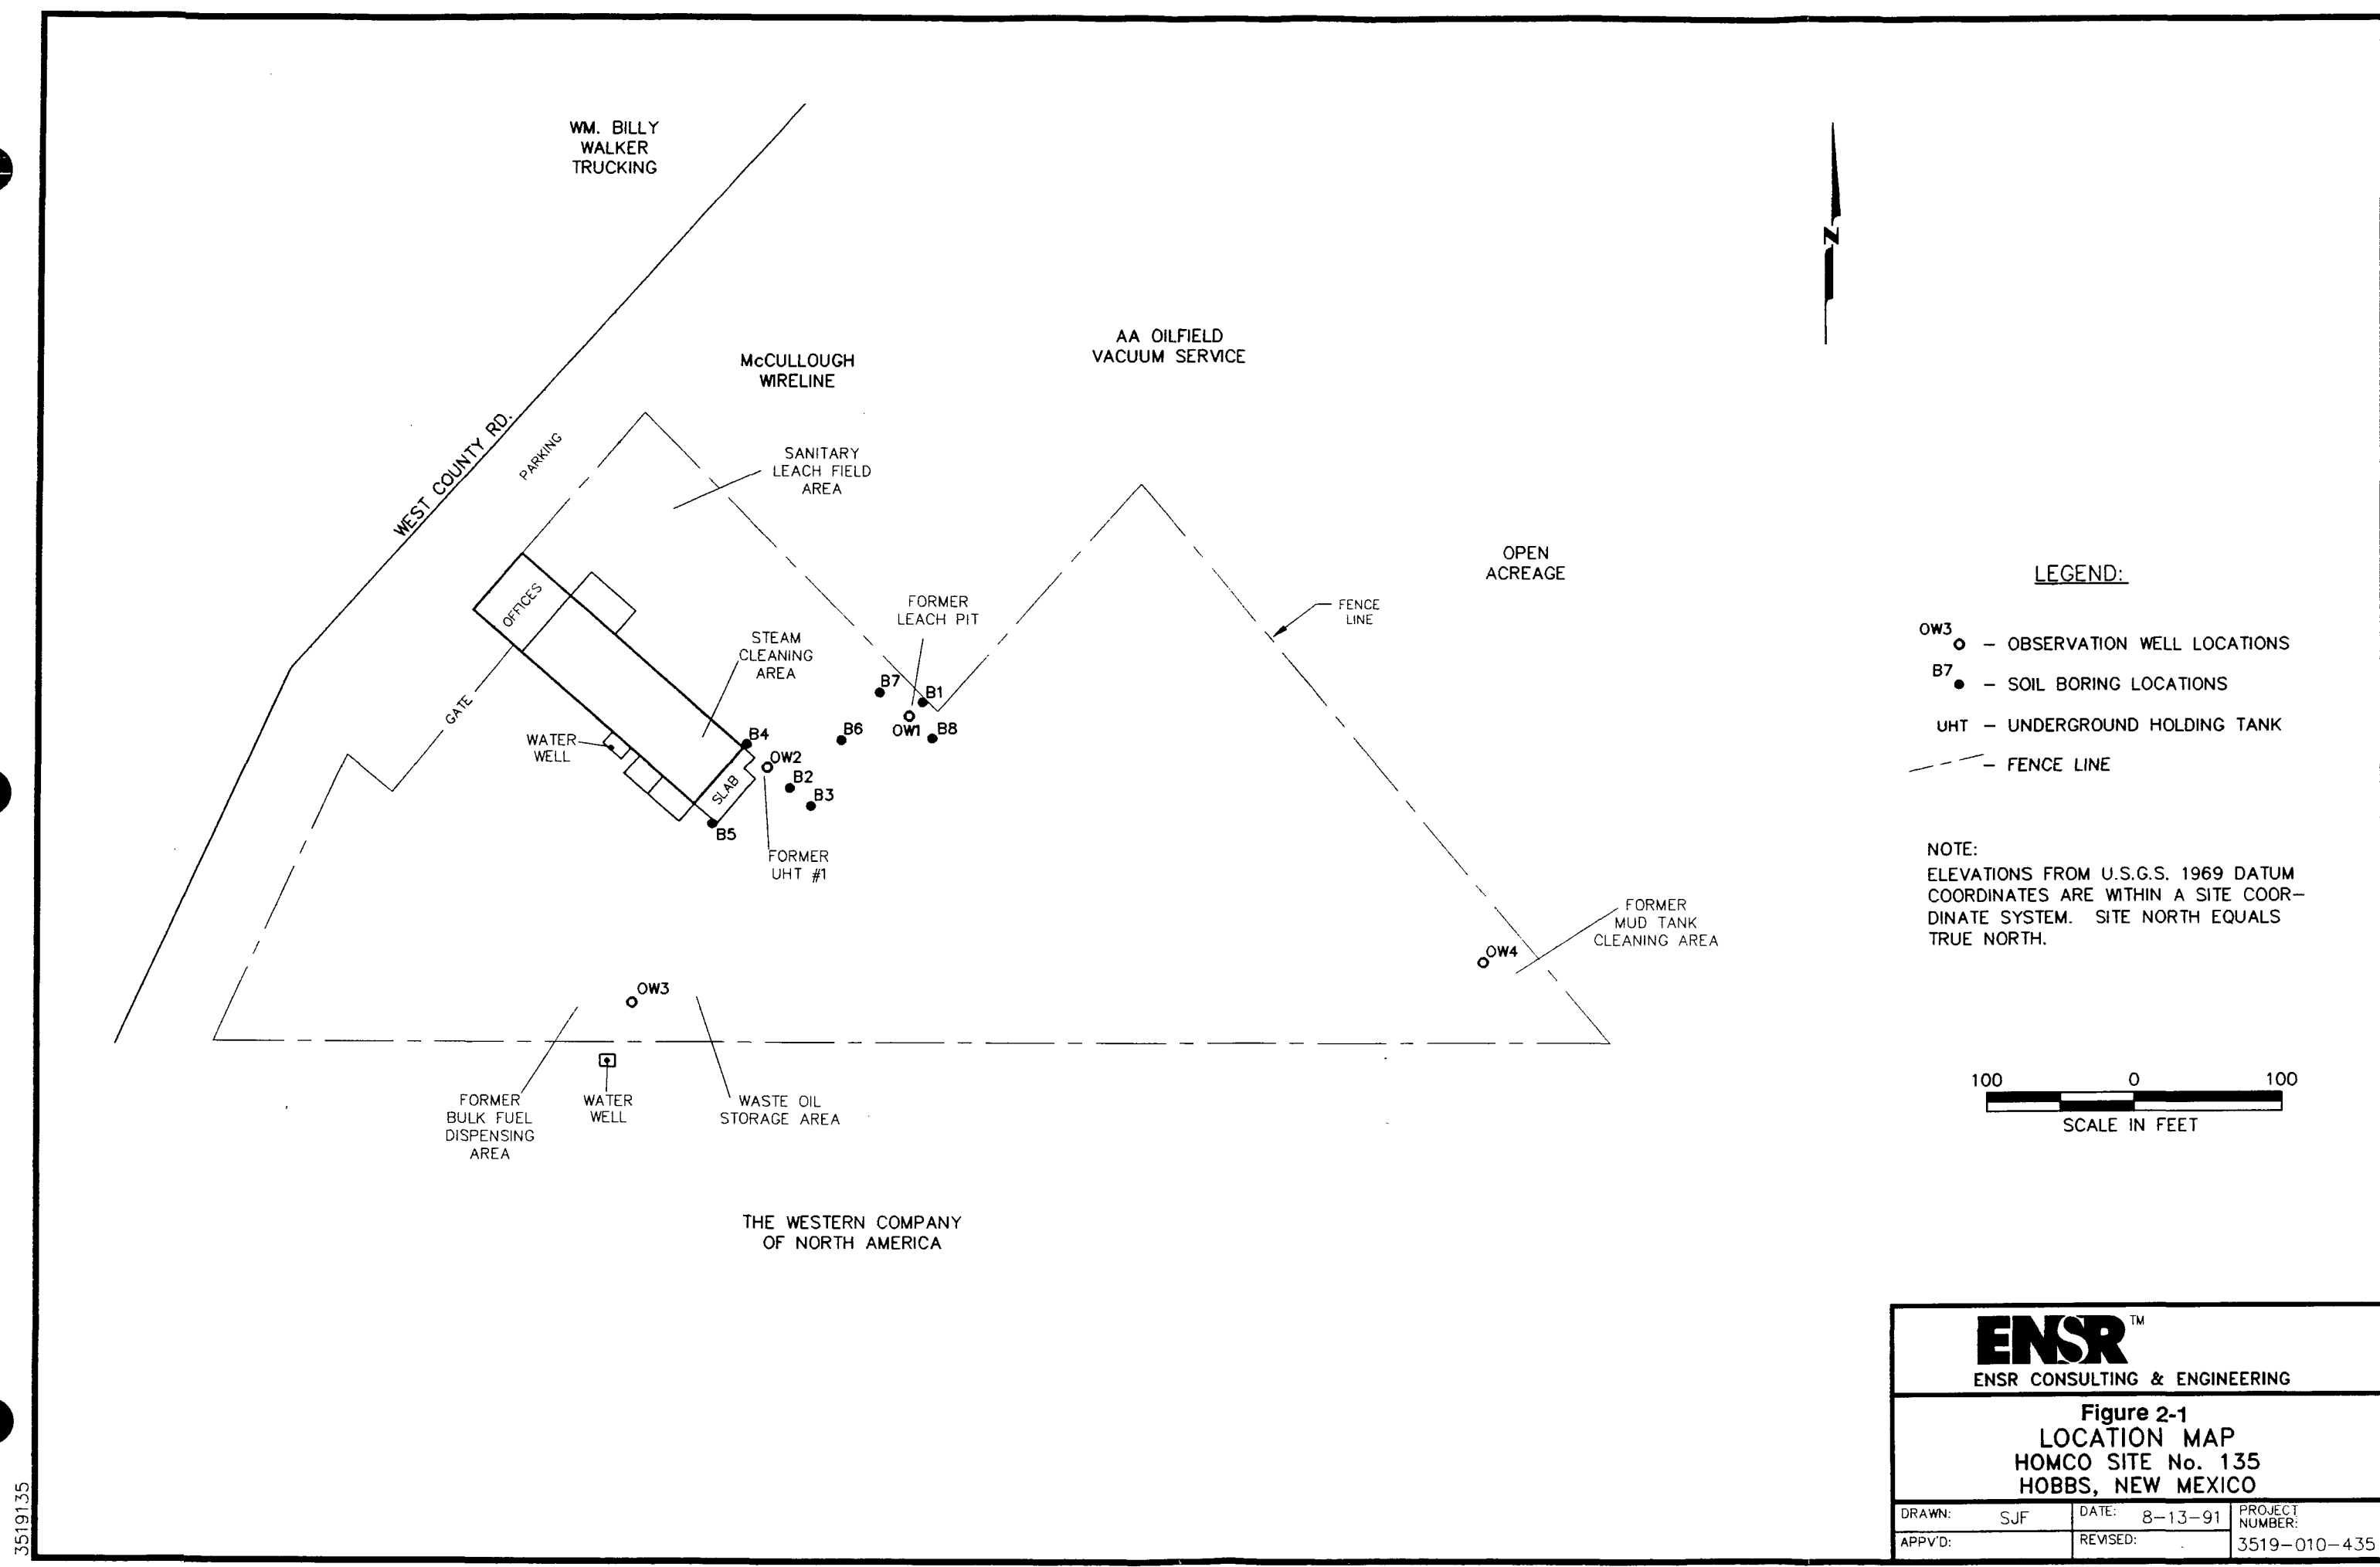 WM. BILLY
WALKER
TRUCKING
McCULLOUGH
WIRELINE
AA OILFIELD
VACUUM SERVICE
N
WEST COUNTY RD.
PARKING
SANITARY
LEACH FIELD
AREA
OPEN
ACREAGE
OFFICES
FORMER
LEACH PIT
FENCE
LINE
STEAM
CLEANING
AREA
GATE
WATER
WELL
B7
B1
OW1
B8
B6
B4
OW2
B2
B3
SLAB
B5
FORMER
UHT #1
FORMER
MUD TANK
CLEANING AREA
OW4
OW3
FORMER
BULK FUEL
DISPENSING
AREA
WATER
WELL
WASTE OIL
STORAGE AREA
THE WESTERN COMPANY
OF NORTH AMERICA
LEGEND:
OW3 – OBSERVATION WELL LOCATIONS
B7 – SOIL BORING LOCATIONS
UHT – UNDERGROUND HOLDING TANK
– FENCE LINE
NOTE:
ELEVATIONS FROM U.S.G.S. 1969 DATUM
COORDINATES ARE WITHIN A SITE COOR–
DINATE SYSTEM. SITE NORTH EQUALS
TRUE NORTH.
100 0 100
SCALE IN FEET
ENSR™
ENSR CONSULTING & ENGINEERING
Figure 2-1
LOCATION MAP
HOMCO SITE No. 135
HOBBS, NEW MEXICO
DRAWN: SJF
DATE: 8–13–91
PROJECT
NUMBER:
APPV'D:
REVISED:
3519–010–435
3519135